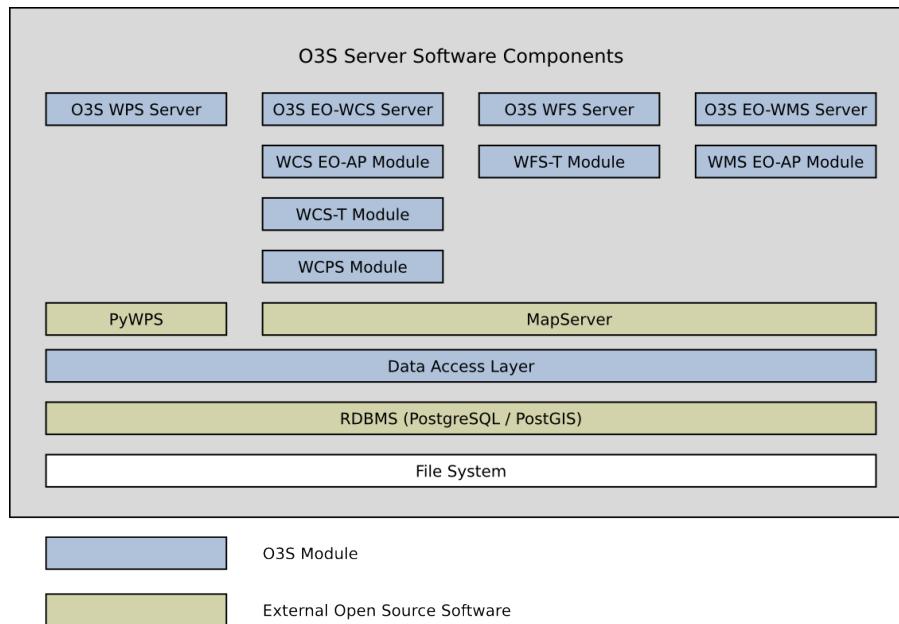 O3S Server Software Components
O3S WPS Server
O3S EO-WCS Server
O3S WFS Server
O3S EO-WMS Server
WCS EO-AP Module
WFS-T Module
WMS EO-AP Module
WCS-T Module
WCPS Module
PyWPS
MapServer
Data Access Layer
RDBMS (PostgreSQL / PostGIS)
File System
O3S Module
External Open Source Software